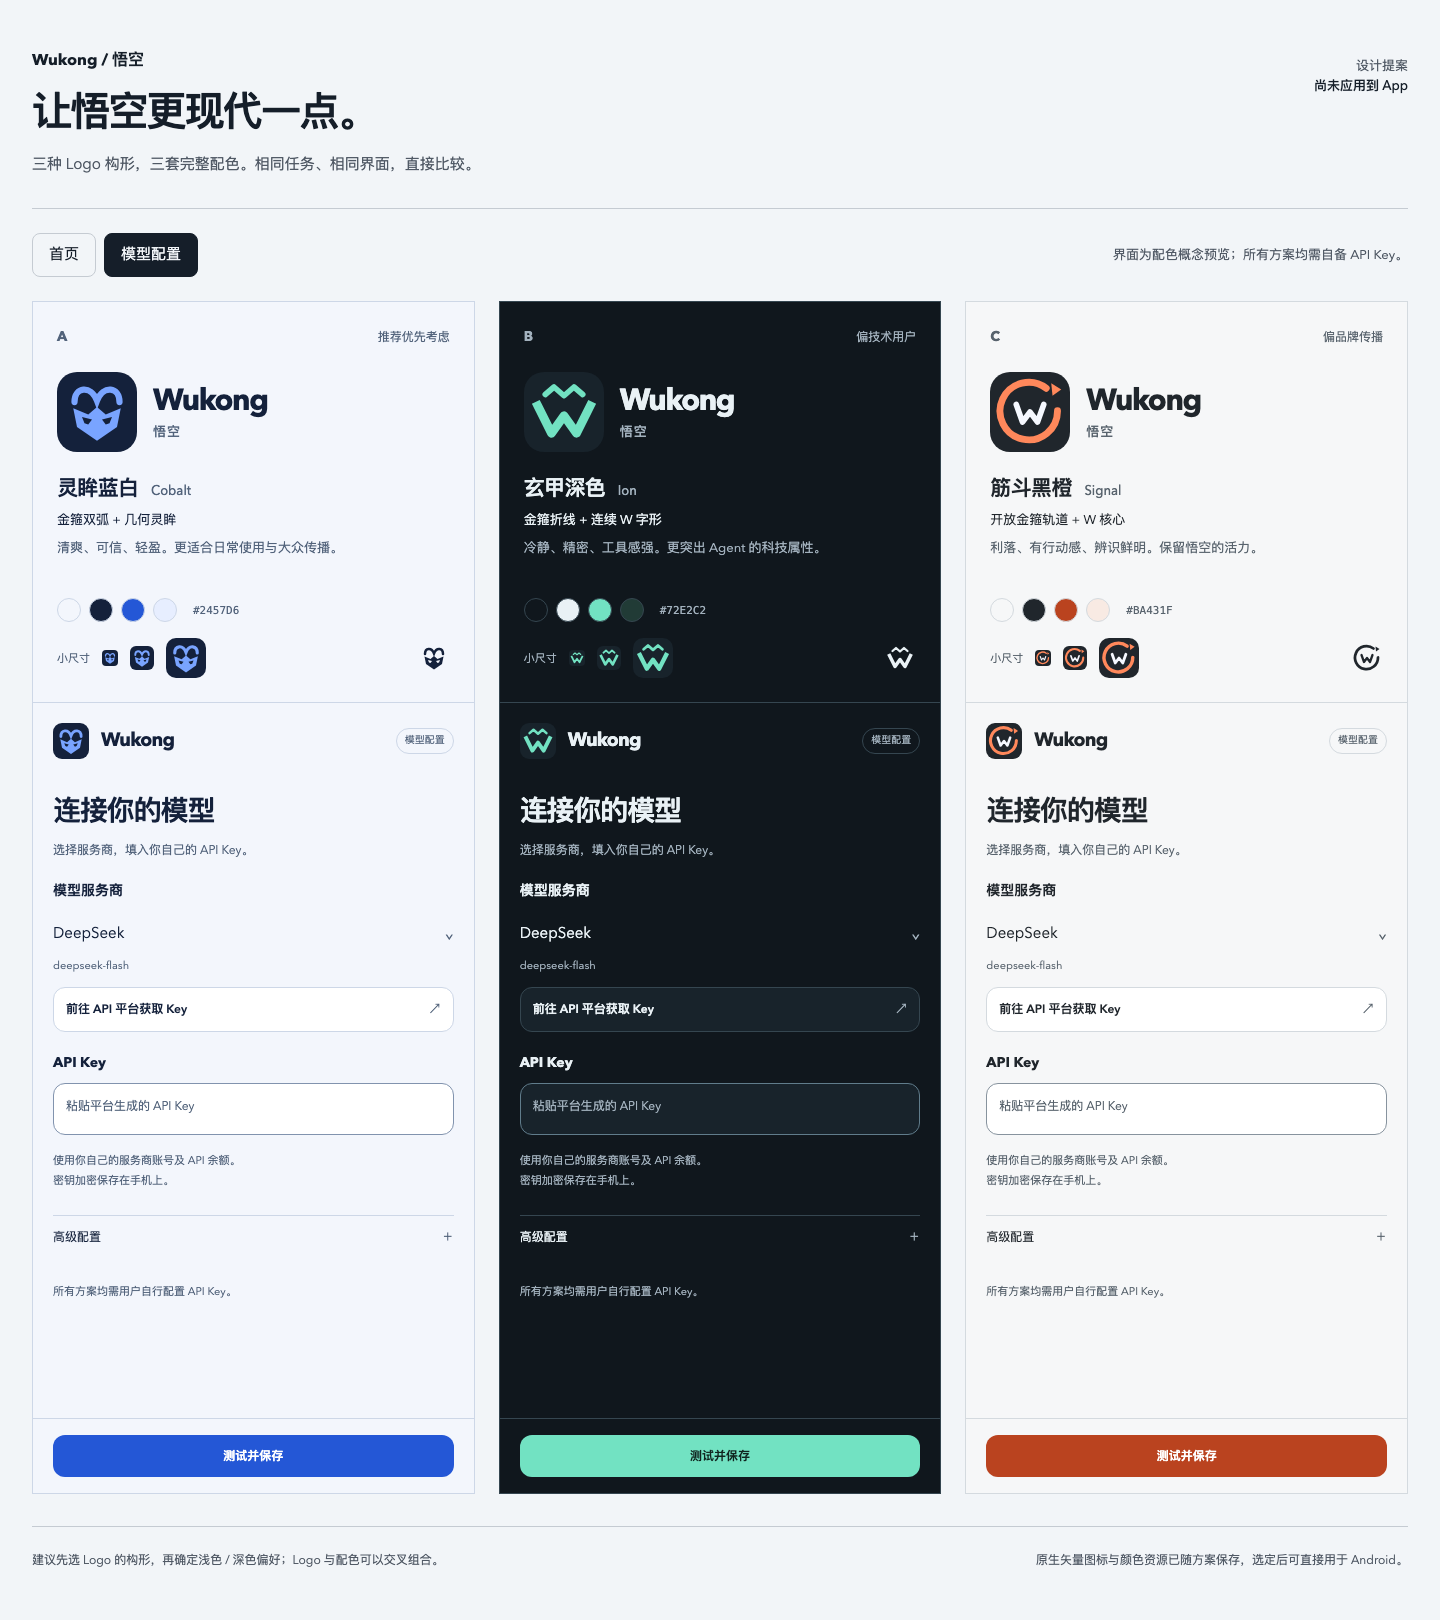 Wukong / 悟空
让悟空更现代一点。
三种 Logo 构形，三套完整配色。相同任务、相同界面，直接比较。
设计提案
尚未应用到 App
首页
模型配置
界面为配色概念预览；所有方案均需自备 API Key。
A
推荐优先考虑
Wukong
悟空
灵眸蓝白 Cobalt
金箍双弧 + 几何灵眸
清爽、可信、轻盈。更适合日常使用与大众传播。
#2457D6
小尺寸
Wukong
模型配置
连接你的模型
选择服务商，填入你自己的 API Key。
模型服务商
DeepSeek
deepseek-flash
前往 API 平台获取 Key ↗
API Key
粘贴平台生成的 API Key
使用你自己的服务商账号及 API 余额。
密钥加密保存在手机上。
高级配置 +
所有方案均需用户自行配置 API Key。
测试并保存
B
偏技术用户
Wukong
悟空
玄甲深色 Ion
金箍折线 + 连续 W 字形
冷静、精密、工具感强。更突出 Agent 的科技属性。
#72E2C2
小尺寸
Wukong
模型配置
连接你的模型
选择服务商，填入你自己的 API Key。
模型服务商
DeepSeek
deepseek-flash
前往 API 平台获取 Key ↗
API Key
粘贴平台生成的 API Key
使用你自己的服务商账号及 API 余额。
密钥加密保存在手机上。
高级配置 +
所有方案均需用户自行配置 API Key。
测试并保存
C
偏品牌传播
W
Wukong
悟空
筋斗黑橙 Signal
开放金箍轨道 + W 核心
利落、有行动感、辨识鲜明。保留悟空的活力。
#BA431F
小尺寸
Wukong
模型配置
连接你的模型
选择服务商，填入你自己的 API Key。
模型服务商
DeepSeek
deepseek-flash
前往 API 平台获取 Key ↗
API Key
粘贴平台生成的 API Key
使用你自己的服务商账号及 API 余额。
密钥加密保存在手机上。
高级配置 +
所有方案均需用户自行配置 API Key。
测试并保存
建议先选 Logo 的构形，再确定浅色 / 深色偏好；Logo 与配色可以交叉组合。
原生矢量图标与颜色资源已随方案保存，选定后可直接用于 Android。